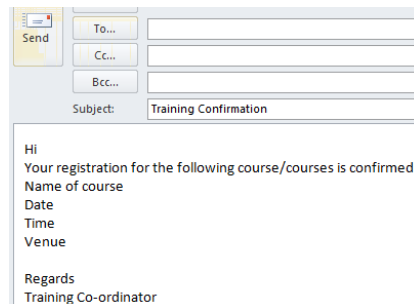 Send
To...
Cc...
Bcc...
Subject: Training Confirmation
Hi
Your registration for the following course/courses is confirmed
Name of course
Date
Time
Venue
Regards
Training Co-ordinator